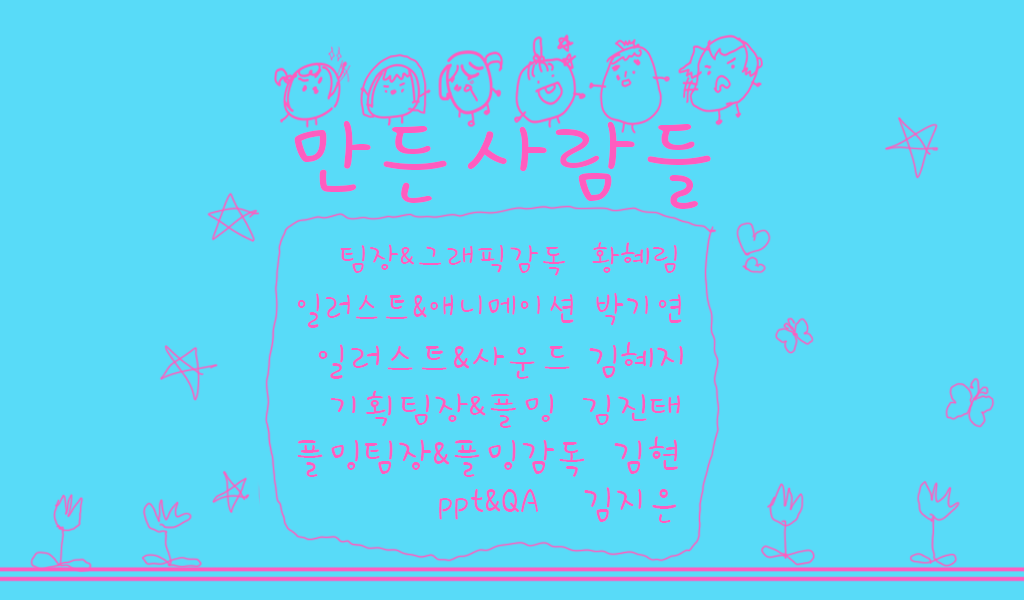 만든사람들
팀장&그래픽감독 황혜림
일러스트&애니메이션 박기연
일러스트&사운드 김혜지
기획팀장&플밍 김진태
플밍팀장&플밍감독 김현
ppt&QA 김지은